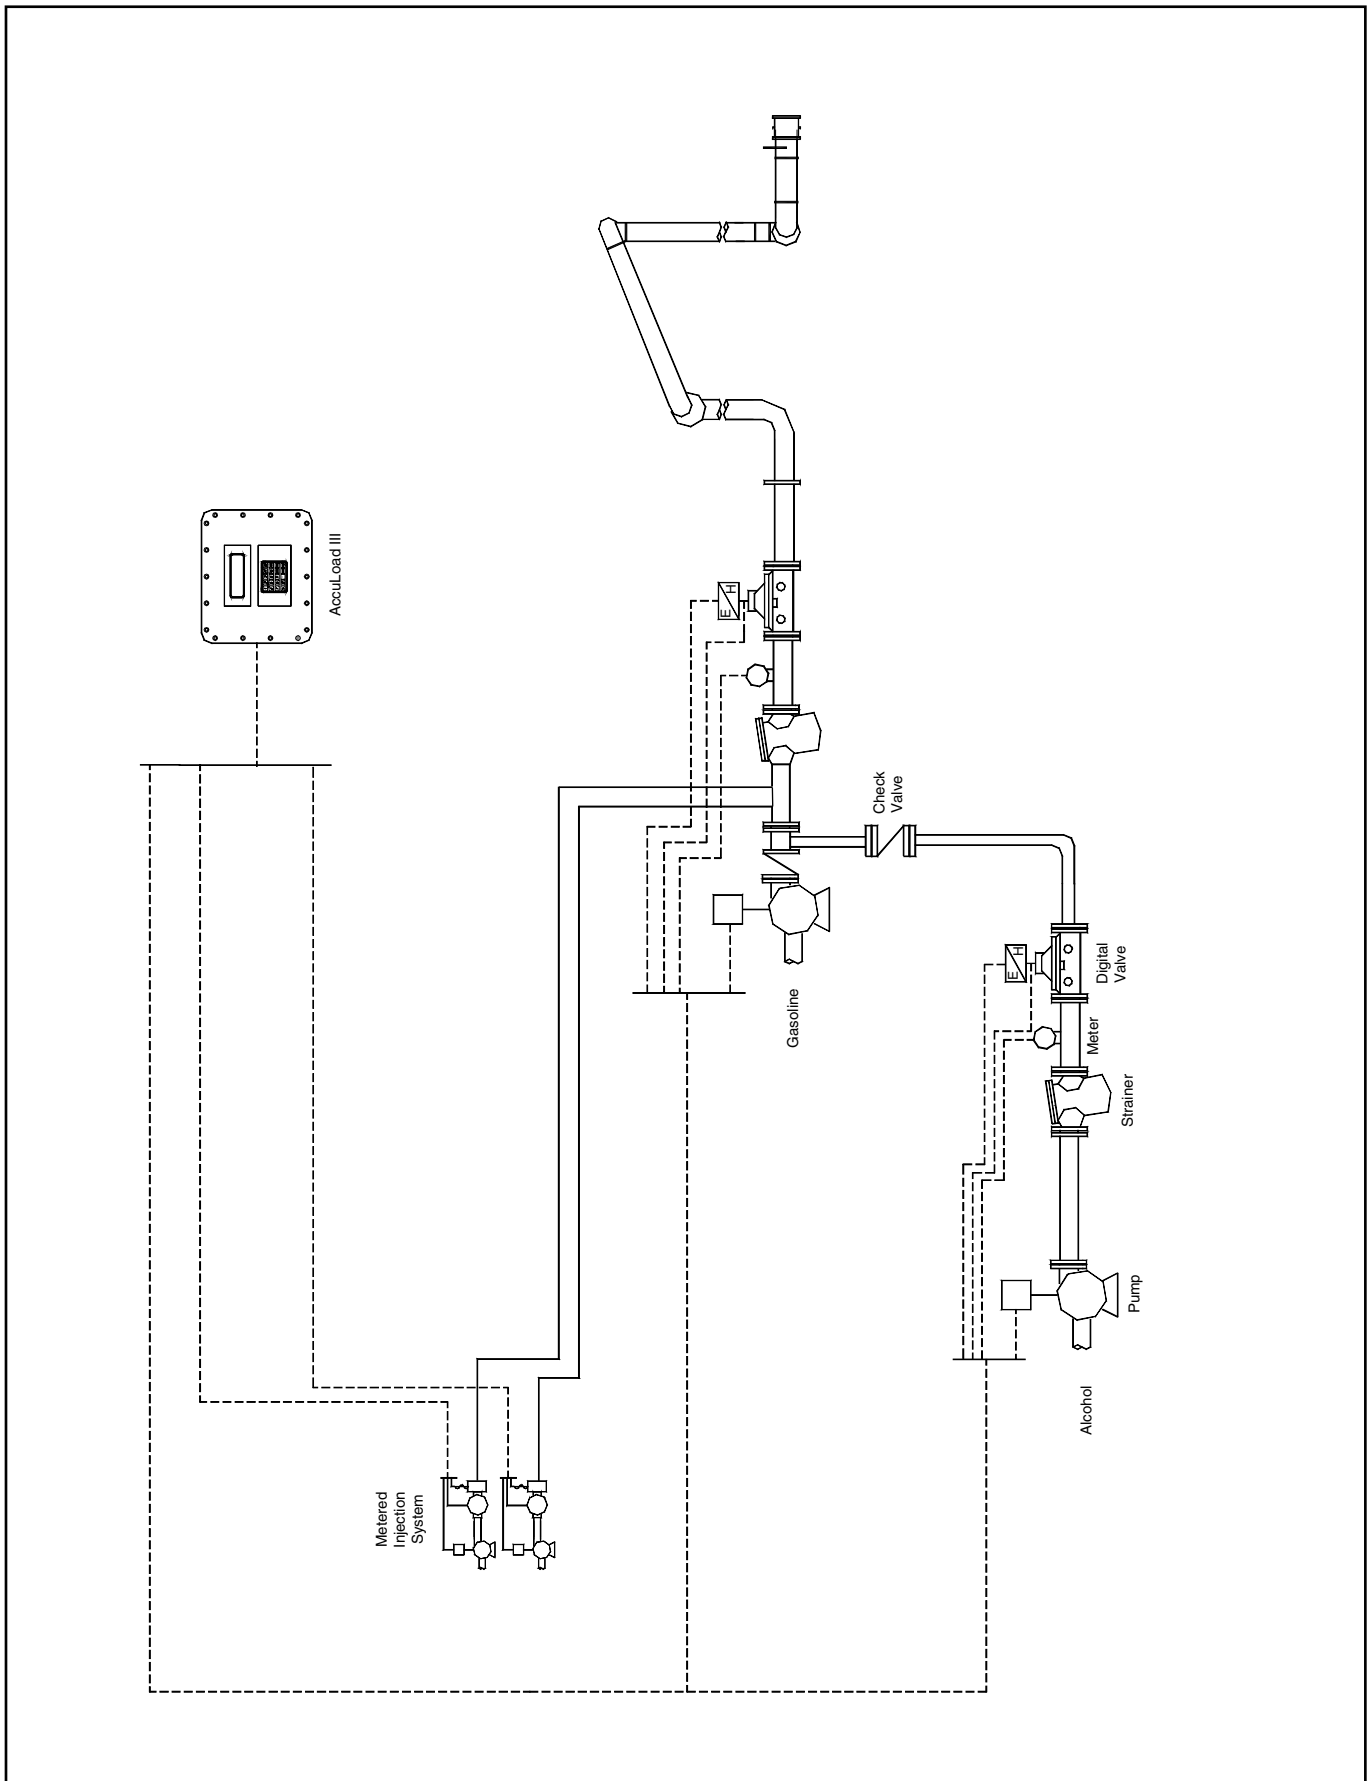 AccuLoad III
E H
Check
Valve
Gasoline
E H
Digital
Valve
Meter
Strainer
Pump
Alcohol
Metered
Injection
System